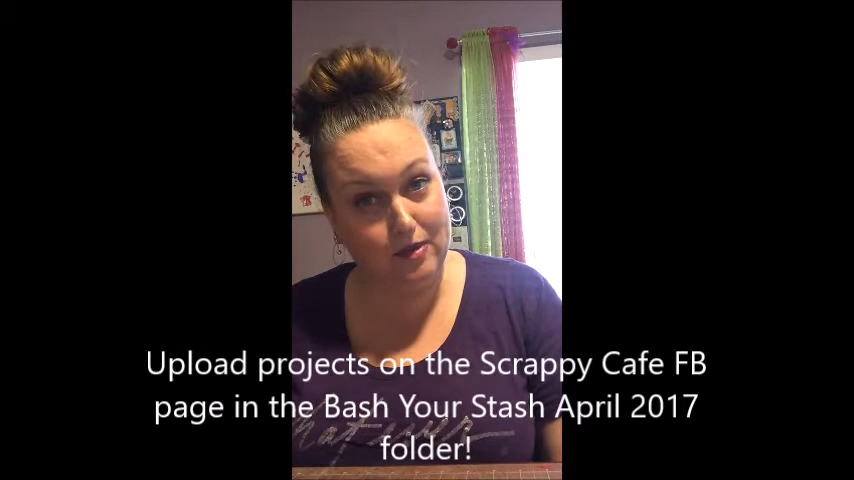 Upload projects on the Scrappy Cafe FB
page in the Bash Your Stash April 2017
folder!